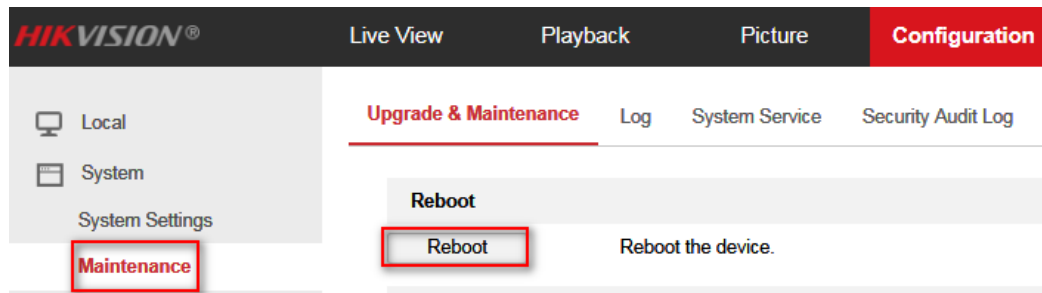 HIKVISION®
Live View Playback Picture Configuration
Local
System
System Settings
Maintenance
Upgrade & Maintenance Log System Service Security Audit Log
Reboot
Reboot Reboot the device.